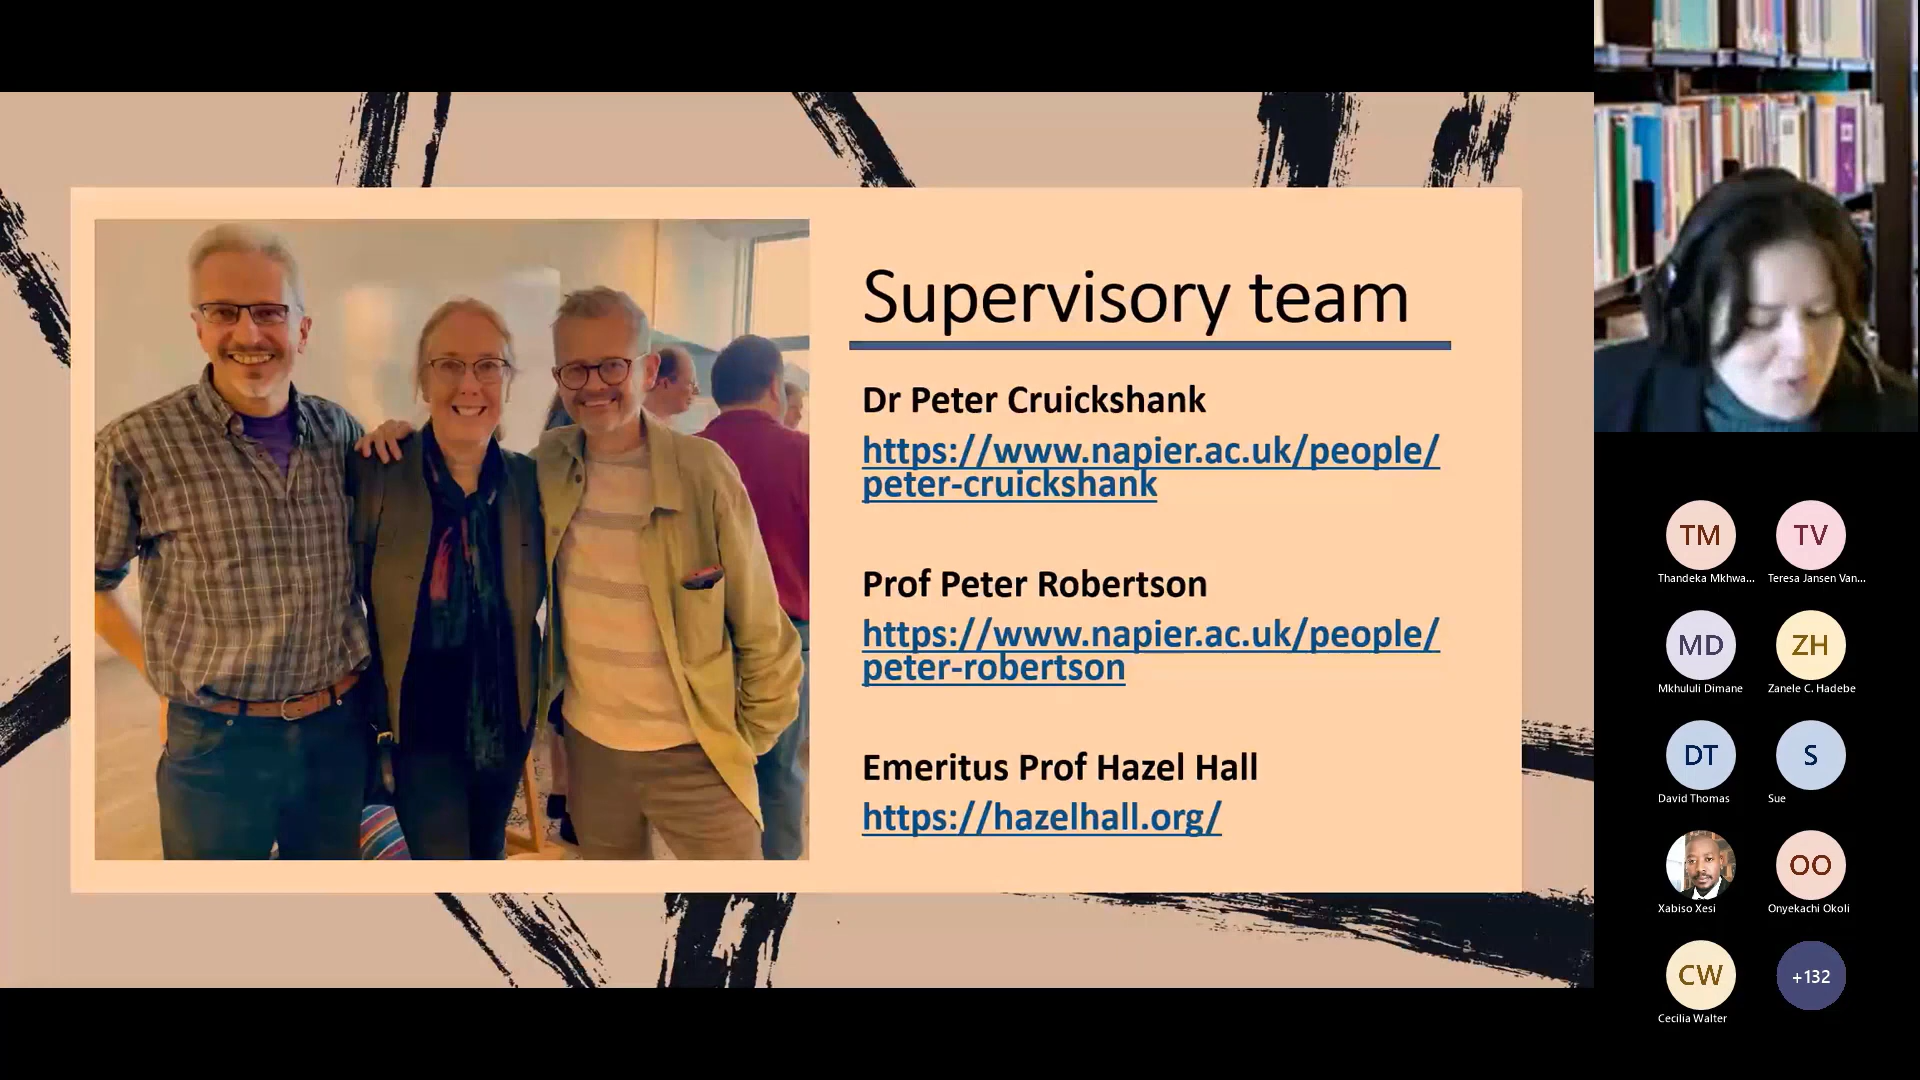 Supervisory team
Dr Peter Cruickshank
https://www.napier.ac.uk/people/
peter-cruickshank
Prof Peter Robertson
https://www.napier.ac.uk/people/
peter-robertson
Emeritus Prof Hazel Hall
https://hazelhall.org/
3
TM
TV
Thandeka Mkhwa...
Teresa Jansen Van...
MD
ZH
Mkhululi Dimane
Zanele C. Hadebe
DT
S
David Thomas
Sue
OO
Xabiso Xesi
Onyekachi Okoli
CW
+132
Cecilia Walter